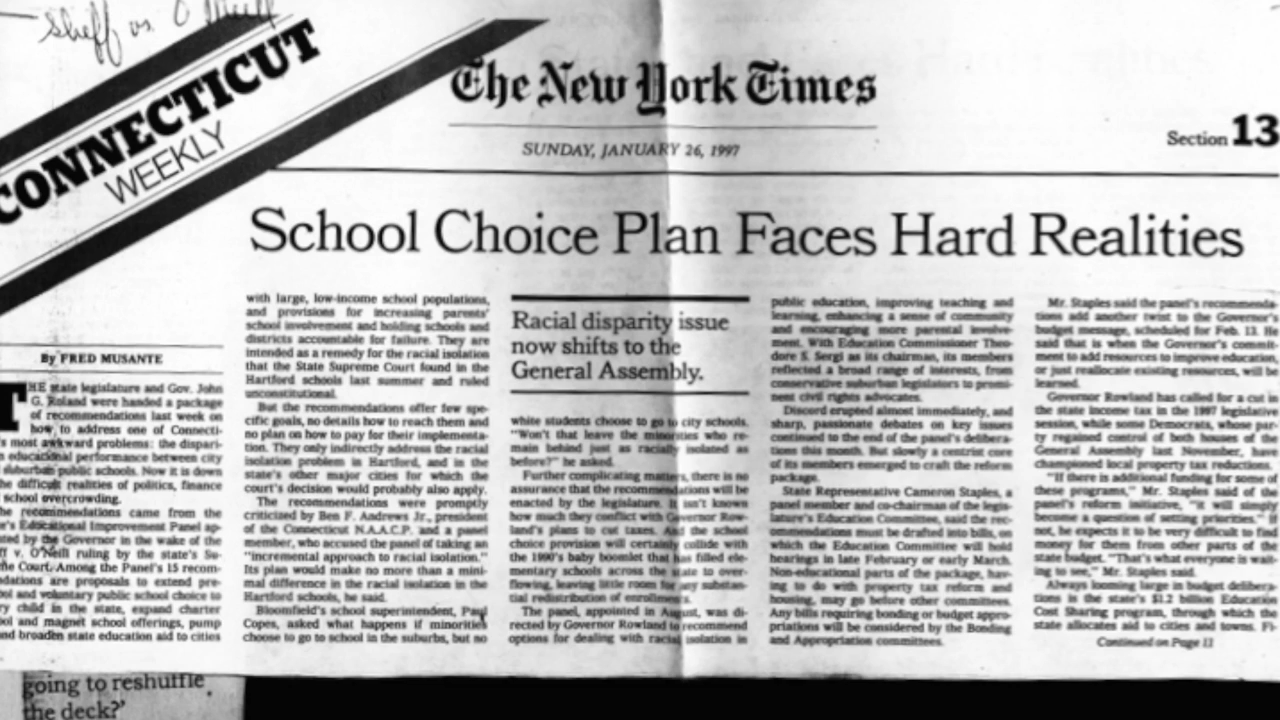 Sheff vs. O'Neill
CONNECTICUT
WEEKLY
The New York Times
SUNDAY, JANUARY 26, 1997
Section 13
School Choice Plan Faces Hard Realities
By FRED MUSANTE
THE state legislature and Gov. John
G. Roland were handed a package
of recommendations last week on
how to address one of Connecti-
's most awkward problems: the dispari-
n educational performance between city
suburban public schools. Now it is down
he difficult realities of politics, finance
school overcrowding.
he recommendations came from the
r's Educational Improvement Panel ap-
ted by the Governor in the wake of the
ff v. O'Neill ruling by the state's Su-
me Court. Among the Panel's 15 recom-
dations are proposals to extend pre-
ool and voluntary public school choice to
ry child in the state, expand charter
ool and magnet school offerings, pump
nd broaden state education aid to cities
with large, low-income school populations,
and provisions for increasing parents'
school involvement and holding schools and
districts accountable for failure. They are
intended as a remedy for the racial isolation
that the State Supreme Court found in the
Hartford schools last summer and ruled
unconstitutional.
But the recommendations offer few spe-
cific goals, no details how to reach them and
no plan on how to pay for their implementa-
tion. They only indirectly address the racial
isolation problem in Hartford, and in the
state's other major cities for which the
court's decision would probably also apply.
The recommendations were promptly
criticized by Ben F. Andrews Jr., president
of the Connecticut N.A.A.C.P. and a panel
member, who accused the panel of taking an
"incremental approach to racial isolation."
Its plan would make no more than a mini-
mal difference in the racial isolation in the
Hartford schools, he said.
Bloomfield's school superintendent, Paul
Copes, asked what happens if minorities
choose to go to school in the suburbs, but no
Racial disparity issue
now shifts to the
General Assembly.
white students choose to go to city schools.
"Won't that leave the minorities who re-
main behind just as racially isolated as
before?" he asked.
Further complicating matters, there is no
assurance that the recommendations will be
enacted by the legislature. It isn't known
how much they conflict with Governor Row-
land's plans to cut taxes. And the school
choice provision will certainly collide with
the 1990's baby boomlet that has filled ele-
mentary schools across the state to over-
flowing, leaving little room for any substan-
tial redistribution of enrollments.
The panel, appointed in August, was di-
rected by Governor Rowland to recommend
options for dealing with racial isolation in
public education, improving teaching and
learning, enhancing a sense of community
and encouraging more parental involve-
ment. With Education Commissioner Theo-
dore S. Sergi as its chairman, its members
reflected a broad range of interests, from
conservative suburban legislators to promi-
nent civil rights advocates.
Discord erupted almost immediately, and
sharp, passionate debates on key issues
continued to the end of the panel's delibera-
tions this month. But slowly a centrist core
of its members emerged to craft the reform
package.
State Representative Cameron Staples, a
panel member and co-chairman of the legis-
lature's Education Committee, said the rec-
ommendations must be drafted into bills, on
which the Education Committee will hold
hearings in late February or early March.
Non-educational parts of the package, hav-
ing to do with property tax reform and
housing, may go before other committees.
Any bills requiring bonding or budget appro-
priations will be considered by the Bonding
and Appropriation committees.
Mr. Staples said the panel's recommenda-
tions add another twist to the Governor's
budget message, scheduled for Feb. 13. He
said that is when the Governor's commit-
ment to add resources to improve education,
or just reallocate existing resources, will be
learned.
Governor Rowland has called for a cut in
the state income tax in the 1997 legislative
session, while some Democrats, whose par-
ty regained control of both houses of the
General Assembly last November, have
championed local property tax reductions.
"If there is additional funding for some of
these programs," Mr. Staples said of the
panel's reform initiative, "it will simply
become a question of setting priorities." If
not, he expects it to be very difficult to find
money for them from other parts of the
state budget. "That's what everyone is wait-
ing to see," Mr. Staples said.
Always looming large in budget delibera-
tions is the state's $1.2 billion Education
Cost Sharing program, through which the
state allocates aid to cities and towns. Fi-
Continued on Page 11
going to reshuffle
the deck?'